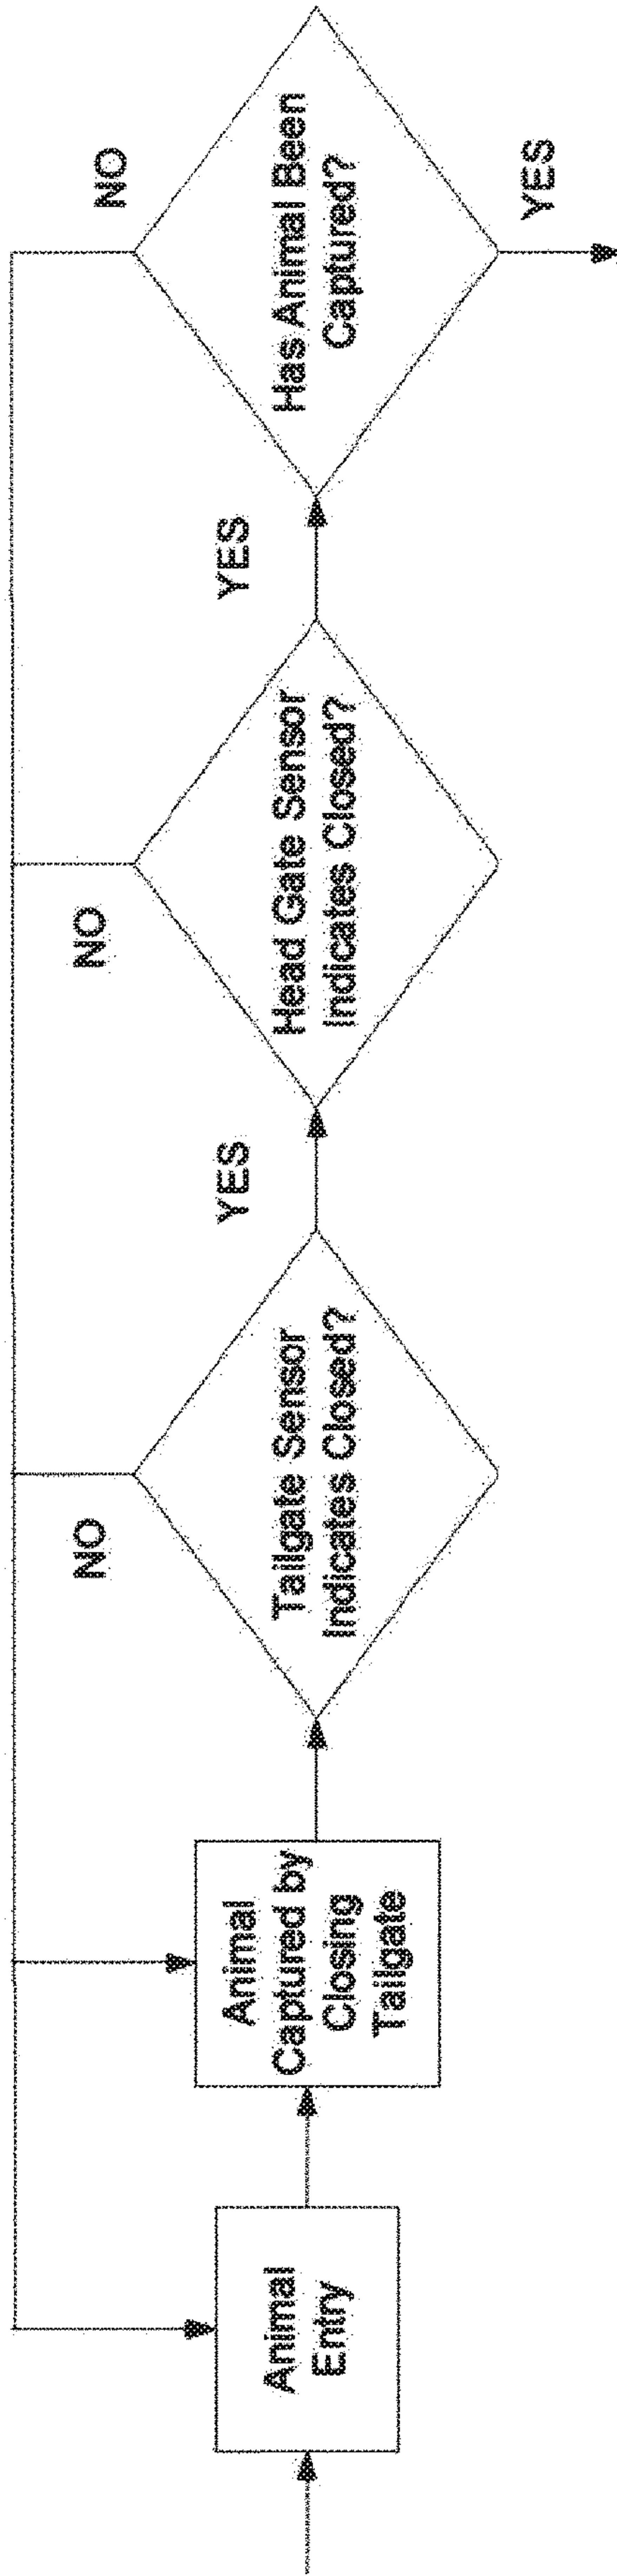 Animal
Entry
Animal
Captured by
Closing
Tailgate
Tailgate Sensor
Indicates Closed?
NO
YES
Head Gate Sensor
Indicates Closed?
NO
YES
Has Animal Been
Captured?
NO
YES